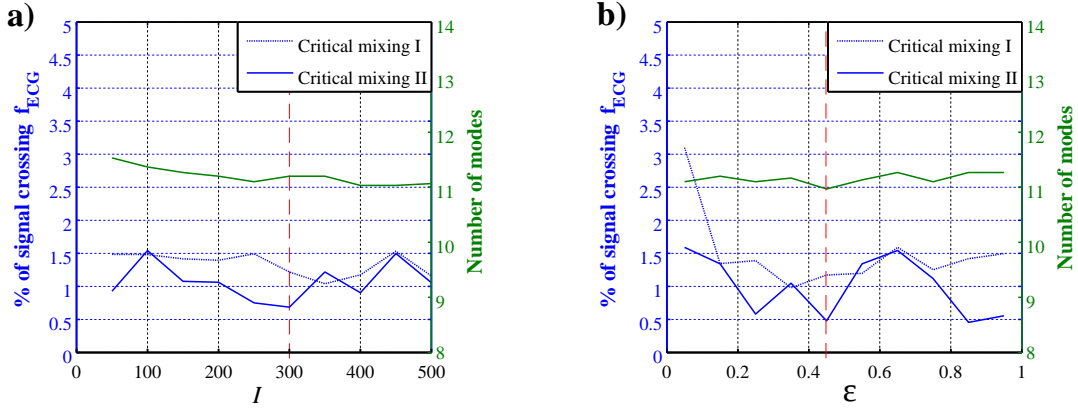 a)
% of signal crossing f_ECG
5
4.5
4
3.5
3
2.5
2
1.5
1
0.5
0
Critical mixing I
Critical mixing II
14
13
12
11
10
9
8
Number of modes
0 100 200 300 400 500
I
b)
% of signal crossing f_ECG
5
4.5
4
3.5
3
2.5
2
1.5
1
0.5
0
Critical mixing I
Critical mixing II
14
13
12
11
10
9
8
Number of modes
0 0.2 0.4 0.6 0.8 1
ε